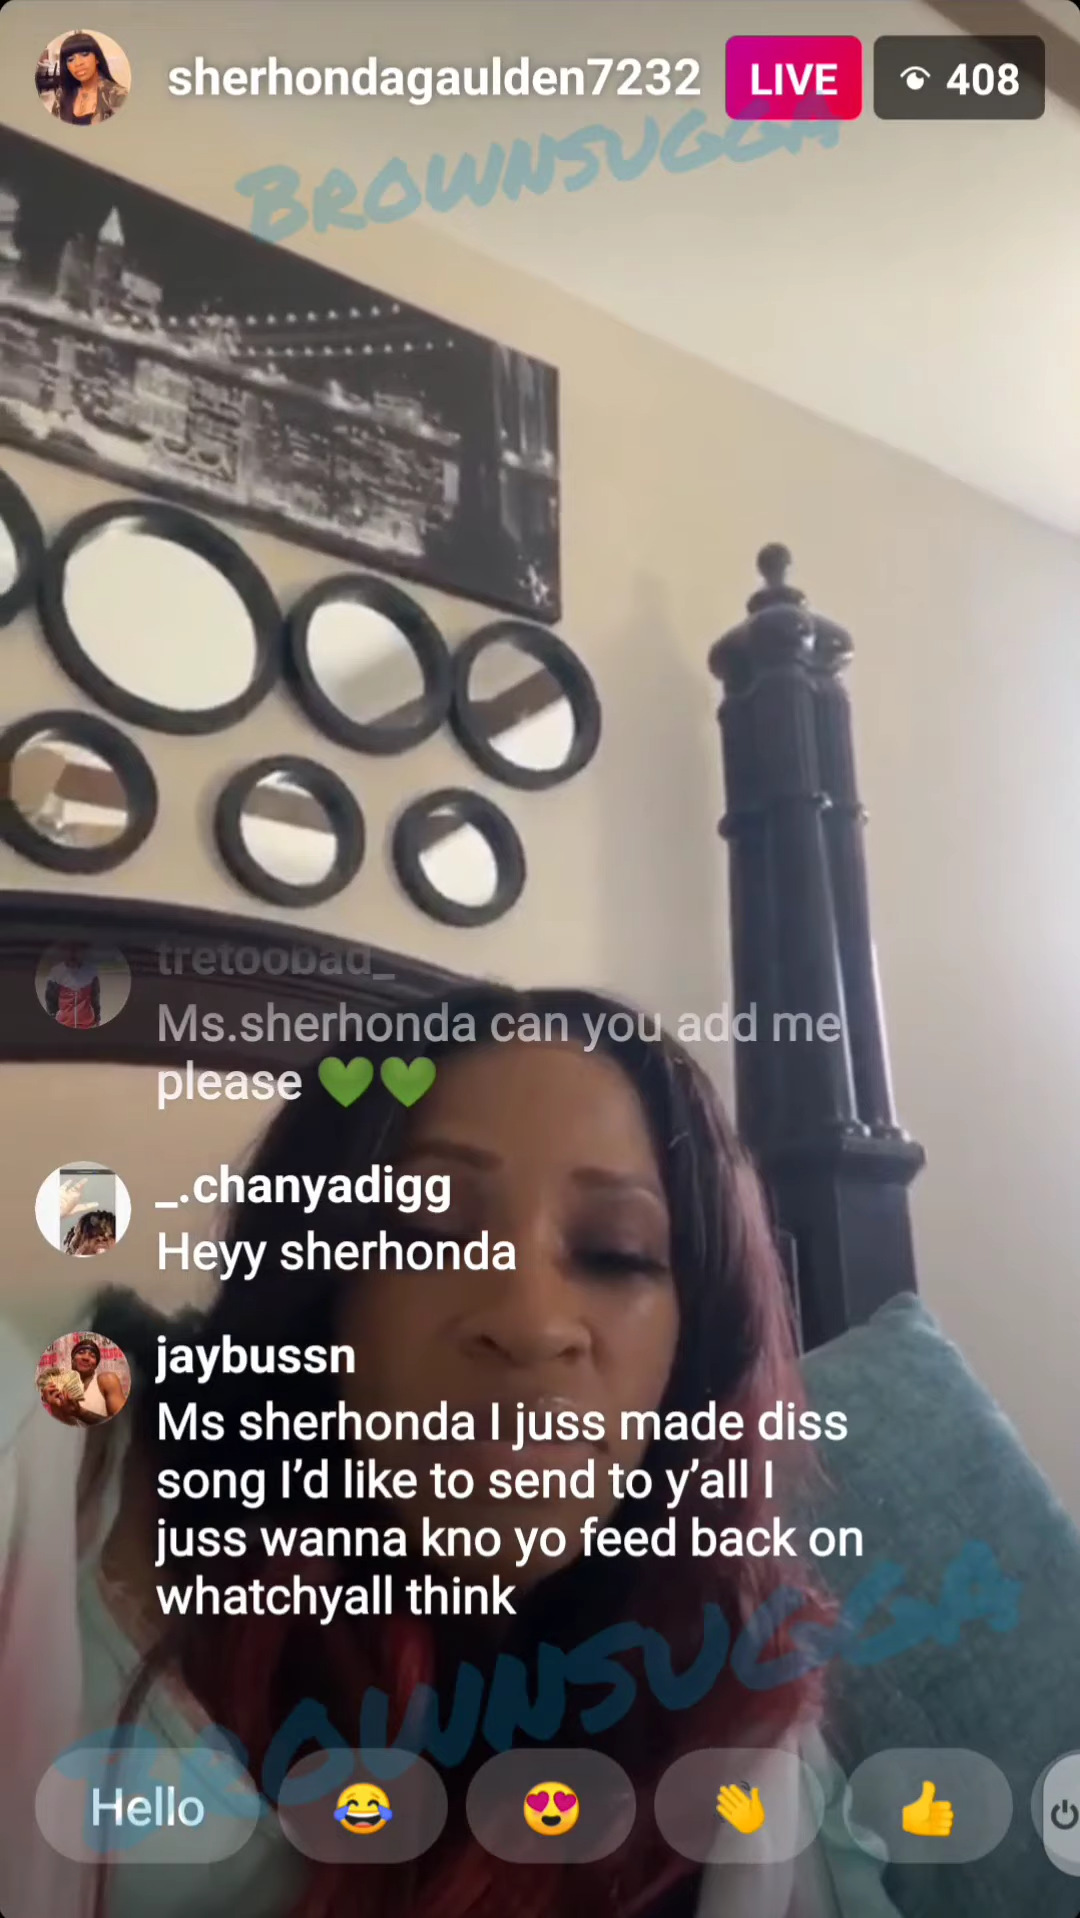 sherhondagaulden7232 LIVE 408
BROWNSUGGA
tretoobad_
Ms.sherhonda can you add me
please 💚💚
_.chanyadigg
Heyy sherhonda
jaybussn
Ms sherhonda I juss made diss
song I’d like to send to y’all I
juss wanna kno yo feed back on
whatchyall think
BROWNSUGGA
Hello 😂 😍 👋 👍